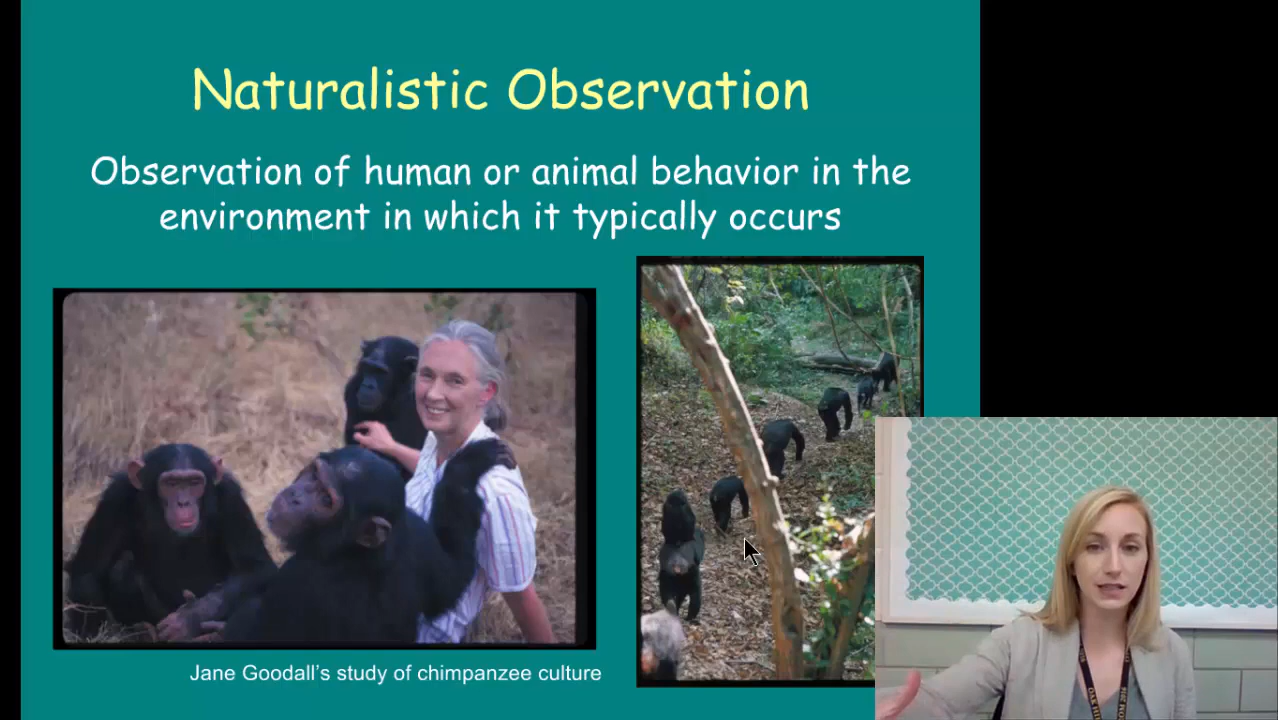 Naturalistic Observation
Observation of human or animal behavior in the
environment in which it typically occurs
Jane Goodall's study of chimpanzee culture